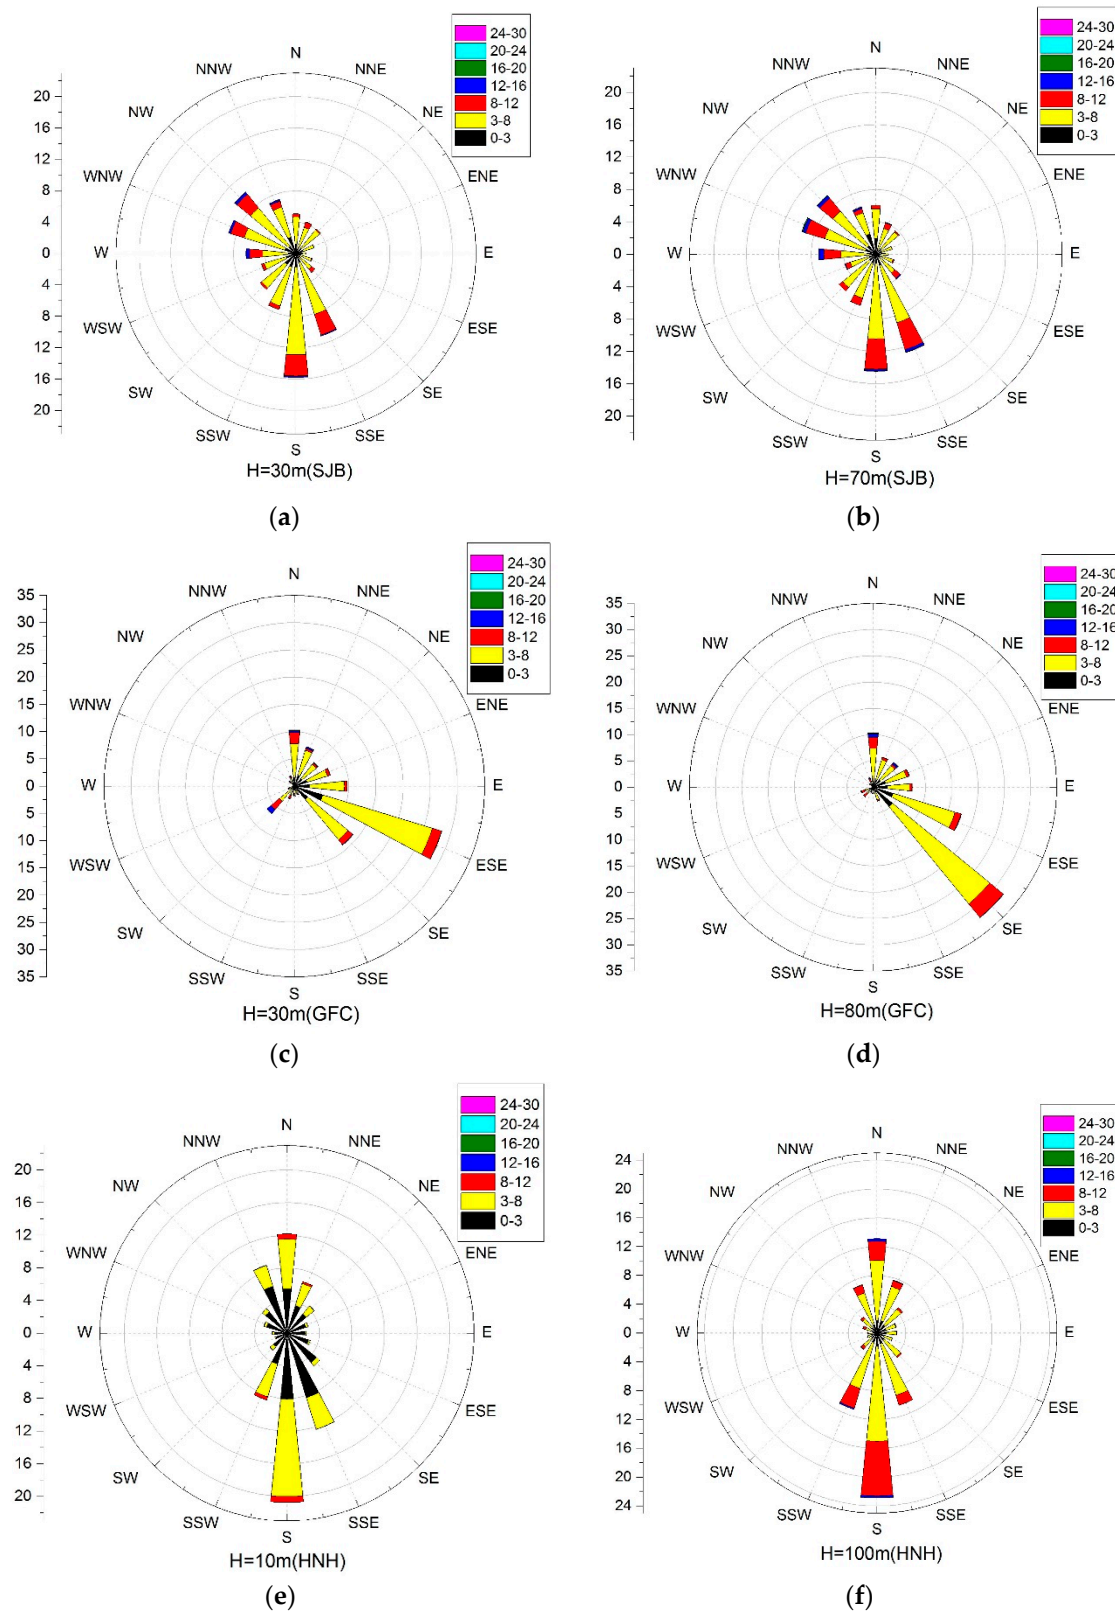 24-30
20-24
16-20
12-16
8-12
3-8
0-3
N
NNE
NE
ENE
E
ESE
SE
SSE
S
SSW
SW
WSW
W
WNW
NW
NNW
20
16
12
8
4
0
4
8
12
16
20
H=30m(SJB)
(a)
24-30
20-24
16-20
12-16
8-12
3-8
0-3
N
NNE
NE
ENE
E
ESE
SE
SSE
S
SSW
SW
WSW
W
WNW
NW
NNW
20
16
12
8
4
0
4
8
12
16
20
H=70m(SJB)
(b)
24-30
20-24
16-20
12-16
8-12
3-8
0-3
N
NNE
NE
ENE
E
ESE
SE
SSE
S
SSW
SW
WSW
W
WNW
NW
NNW
35
30
25
20
15
10
5
0
5
10
15
20
25
30
35
H=30m(GFC)
(c)
24-30
20-24
16-20
12-16
8-12
3-8
0-3
N
NNE
NE
ENE
E
ESE
SE
SSE
S
SSW
SW
WSW
W
WNW
NW
NNW
35
30
25
20
15
10
5
0
5
10
15
20
25
30
35
H=80m(GFC)
(d)
24-30
20-24
16-20
12-16
8-12
3-8
0-3
N
NNE
NE
ENE
E
ESE
SE
SSE
S
SSW
SW
WSW
W
WNW
NW
NNW
20
16
12
8
4
0
4
8
12
16
20
H=10m(HNH)
(e)
24-30
20-24
16-20
12-16
8-12
3-8
0-3
N
NNE
NE
ENE
E
ESE
SE
SSE
S
SSW
SW
WSW
W
WNW
NW
NNW
24
20
16
12
8
4
0
4
8
12
16
20
24
H=100m(HNH)
(f)